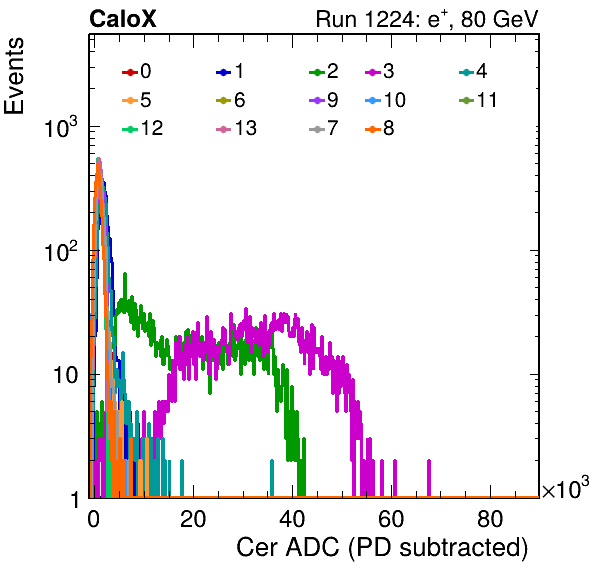 CaloX Run 1224: e⁺, 80 GeV
Events
0 1 2 3 4
5 6 9 10 11
12 13 7 8
10³
10²
10
1
0 20 40 60 80 ×10³
Cer ADC (PD subtracted)